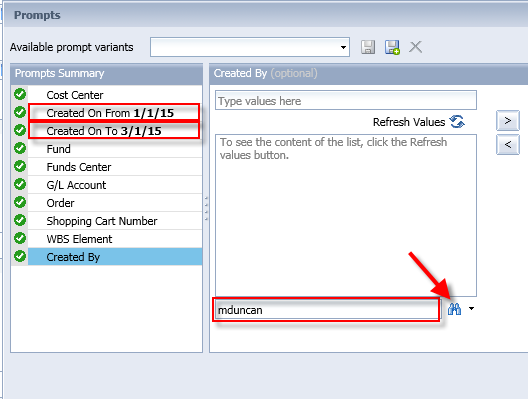 Prompts
Available prompt variants
Prompts Summary
Cost Center
Created On From 1/1/15
Created On To 3/1/15
Fund
Funds Center
G/L Account
Order
Shopping Cart Number
WBS Element
Created By
Created By (optional)
Type values here
Refresh Values
To see the content of the list, click the Refresh
values button.
mduncan
>
<